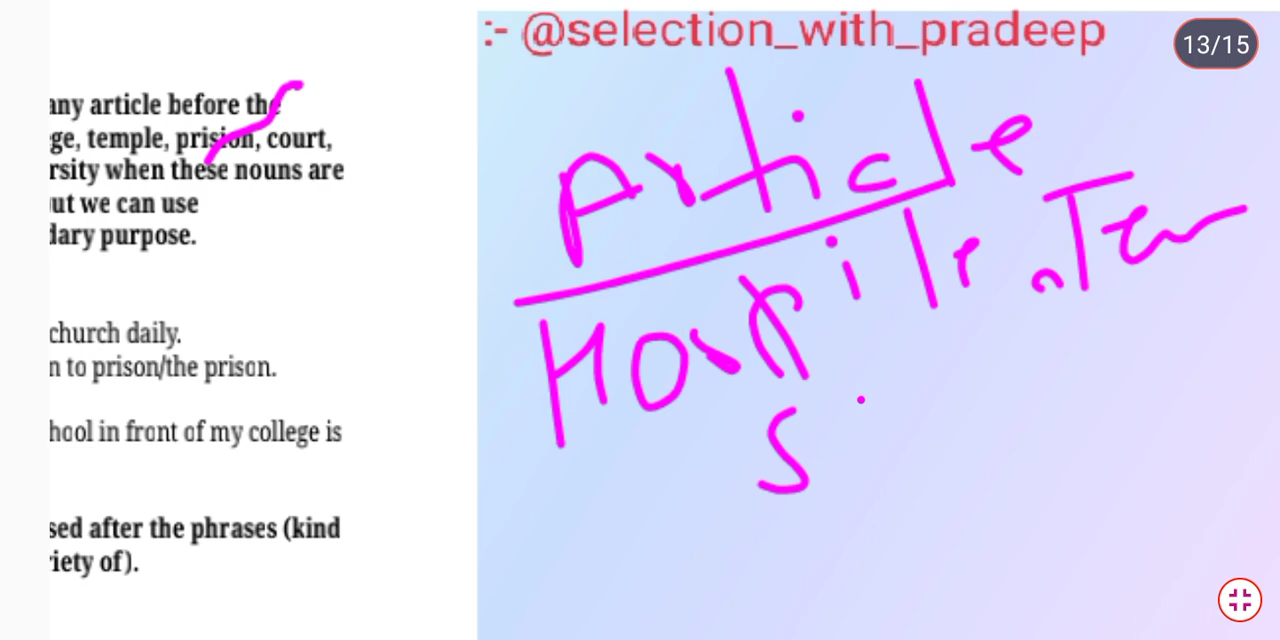 :- @selection_with_pradeep
13/15
any article before the
ge, temple, prision, court,
rsity when these nouns are
ut we can use
dary purpose.
church daily.
n to prison/the prison.
hool in front of my college is
sed after the phrases (kind
riety of).
Article
S